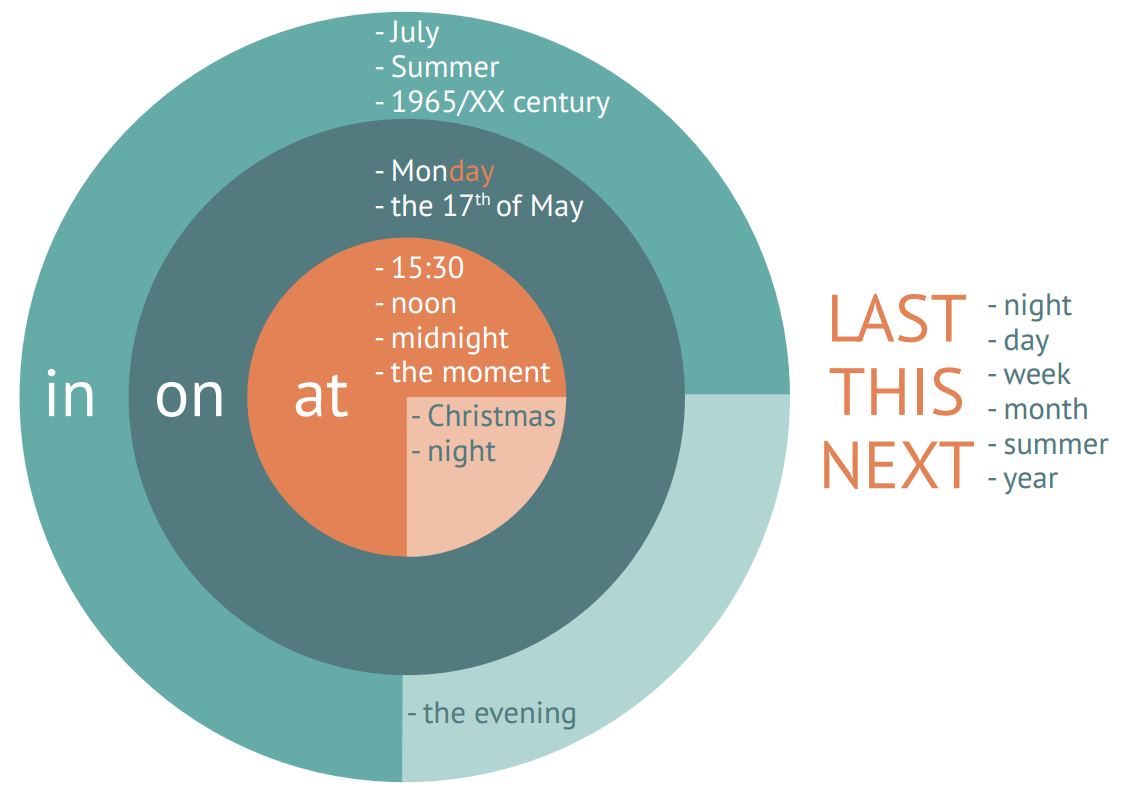 - July
- Summer
- 1965/XX century
- Monday
- the 17th of May
- 15:30
- noon
- midnight
- the moment
in on at
- Christmas
- night
- the evening
LAST
THIS
NEXT
- night
- day
- week
- month
- summer
- year